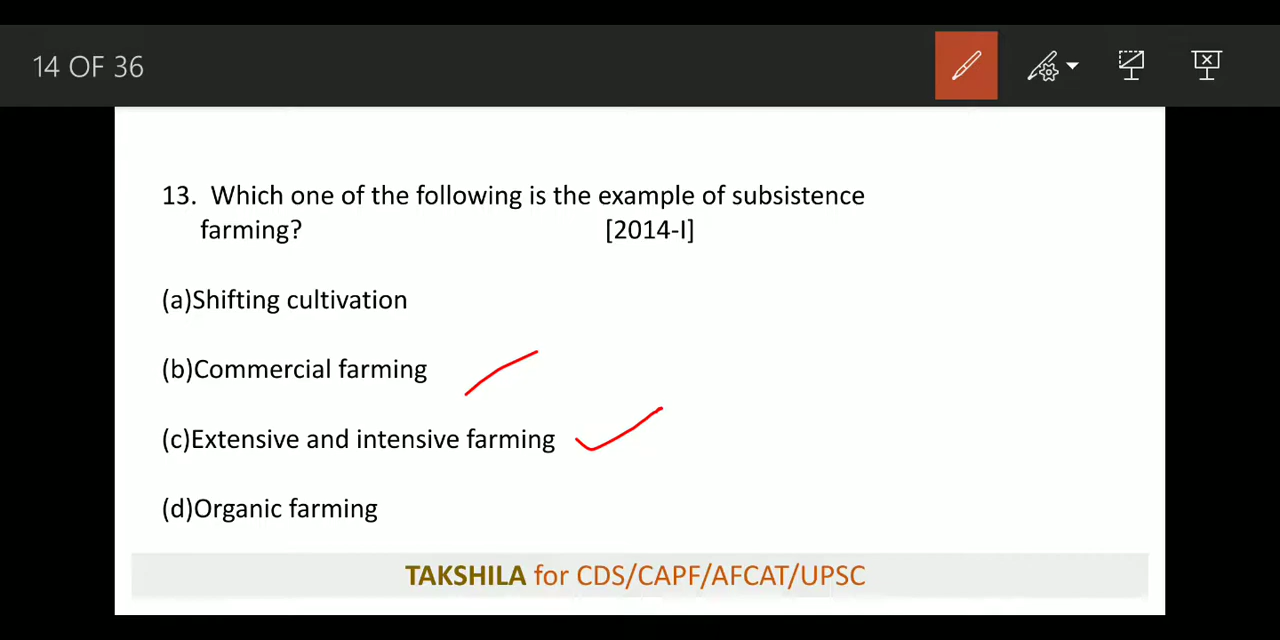 14 OF 36
13. Which one of the following is the example of subsistence
farming? [2014-I]
(a)Shifting cultivation
(b)Commercial farming
(c)Extensive and intensive farming
(d)Organic farming
TAKSHILA for CDS/CAPF/AFCAT/UPSC